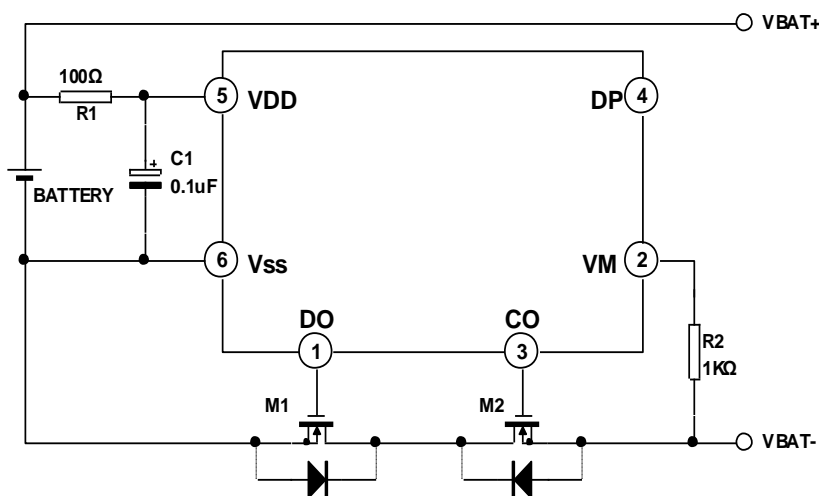 VBAT+
100Ω
R1
5 VDD
DP 4
C1
+
0.1uF
BATTERY
6 Vss
VM 2
DO
CO
1
3
R2
1KΩ
M1
M2
VBAT-